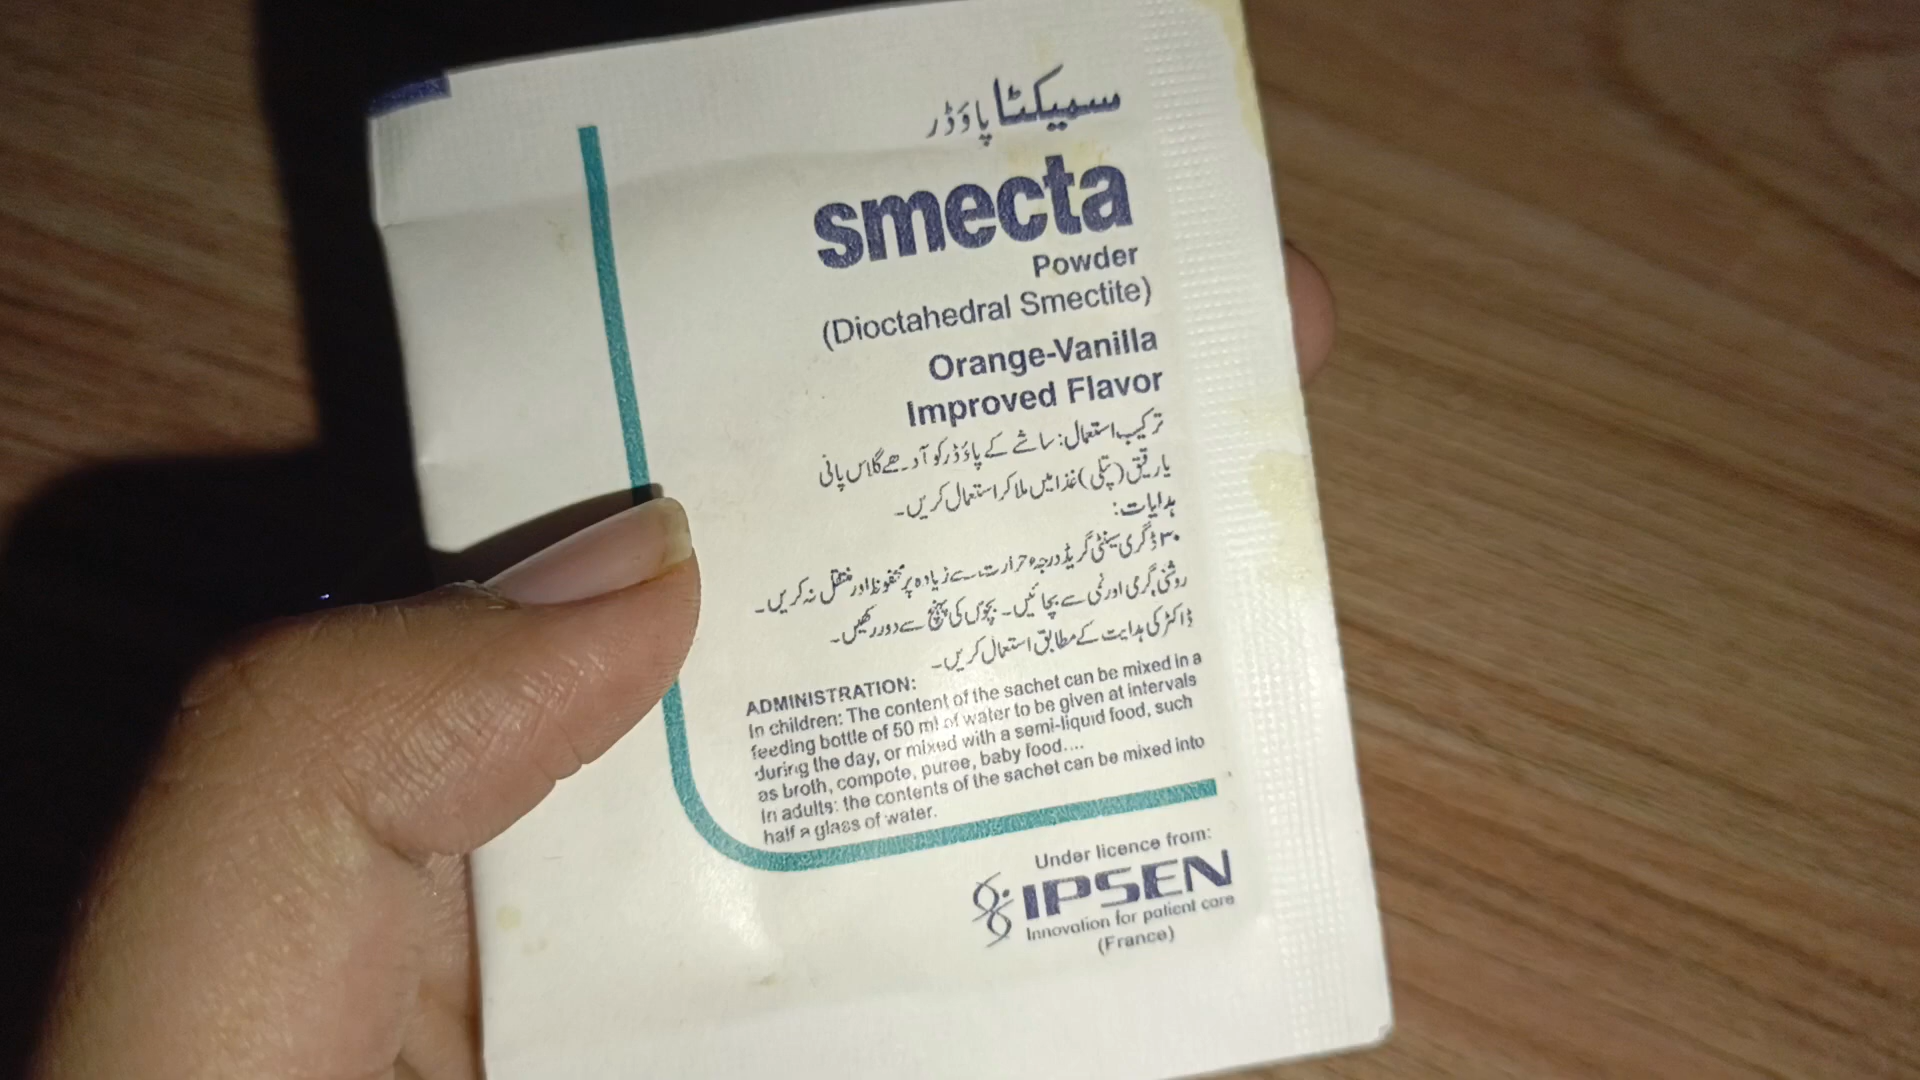 سمیکٹا پاؤڈر
smecta
Powder
(Dioctahedral Smectite)
Orange-Vanilla
Improved Flavor
ترکیب استعمال: ساشے کے پاؤڈر کو آدھے گلاس پانی
یا رقیق (پتلی) غذا میں ملا کر استعمال کریں۔
ہدایات:
۳۰ ڈگری سینٹی گریڈ درجہء حرارت سے زیادہ پر محفوظ اور منتقل نہ کریں۔
روشنی، گرمی اور نمی سے بچائیں۔ بچوں کی پہنچ سے دور رکھیں۔
ڈاکٹر کی ہدایت کے مطابق استعمال کریں۔
ADMINISTRATION:
In children: The content of the sachet can be mixed in a
feeding bottle of 50 ml of water to be given at intervals
during the day, or mixed with a semi-liquid food, such
as broth, compote, puree, baby food....
In adults: the contents of the sachet can be mixed into
half a glass of water.
Under licence from:
IPSEN
Innovation for patient care
(France)